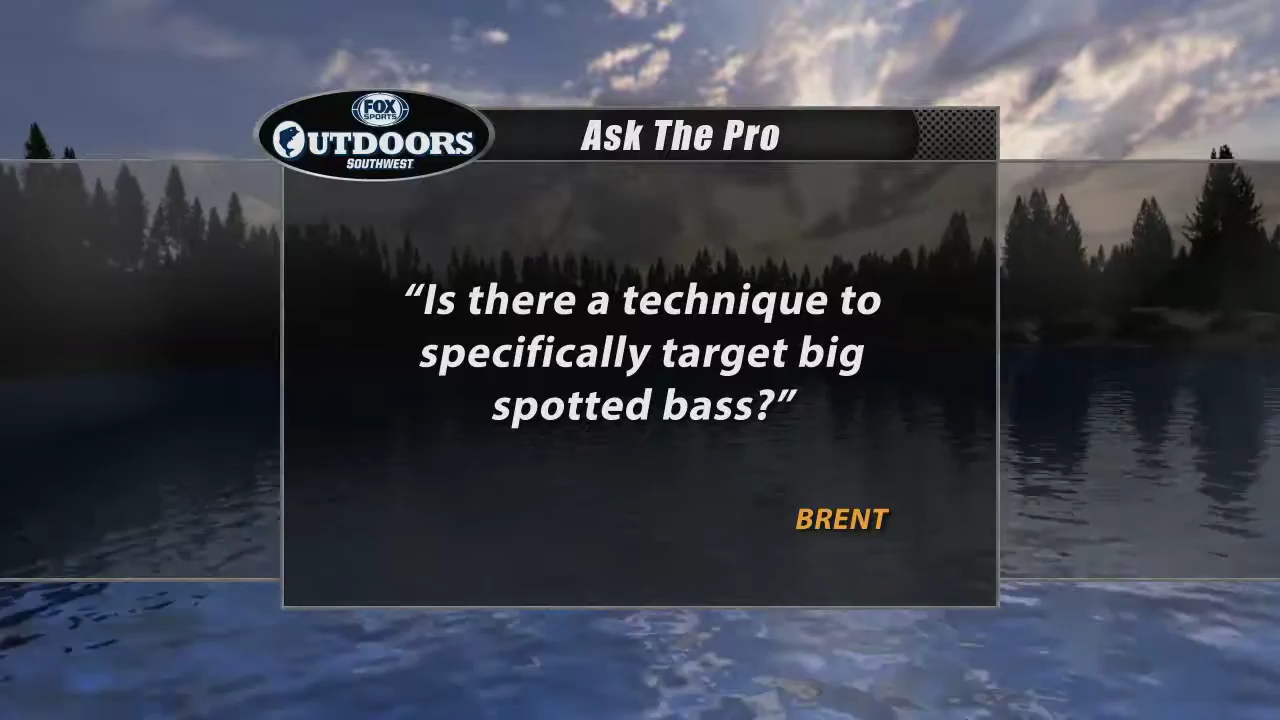 FOX
SPORTS
OUTDOORS
SOUTHWEST
Ask The Pro
“Is there a technique to
specifically target big
spotted bass?”
BRENT